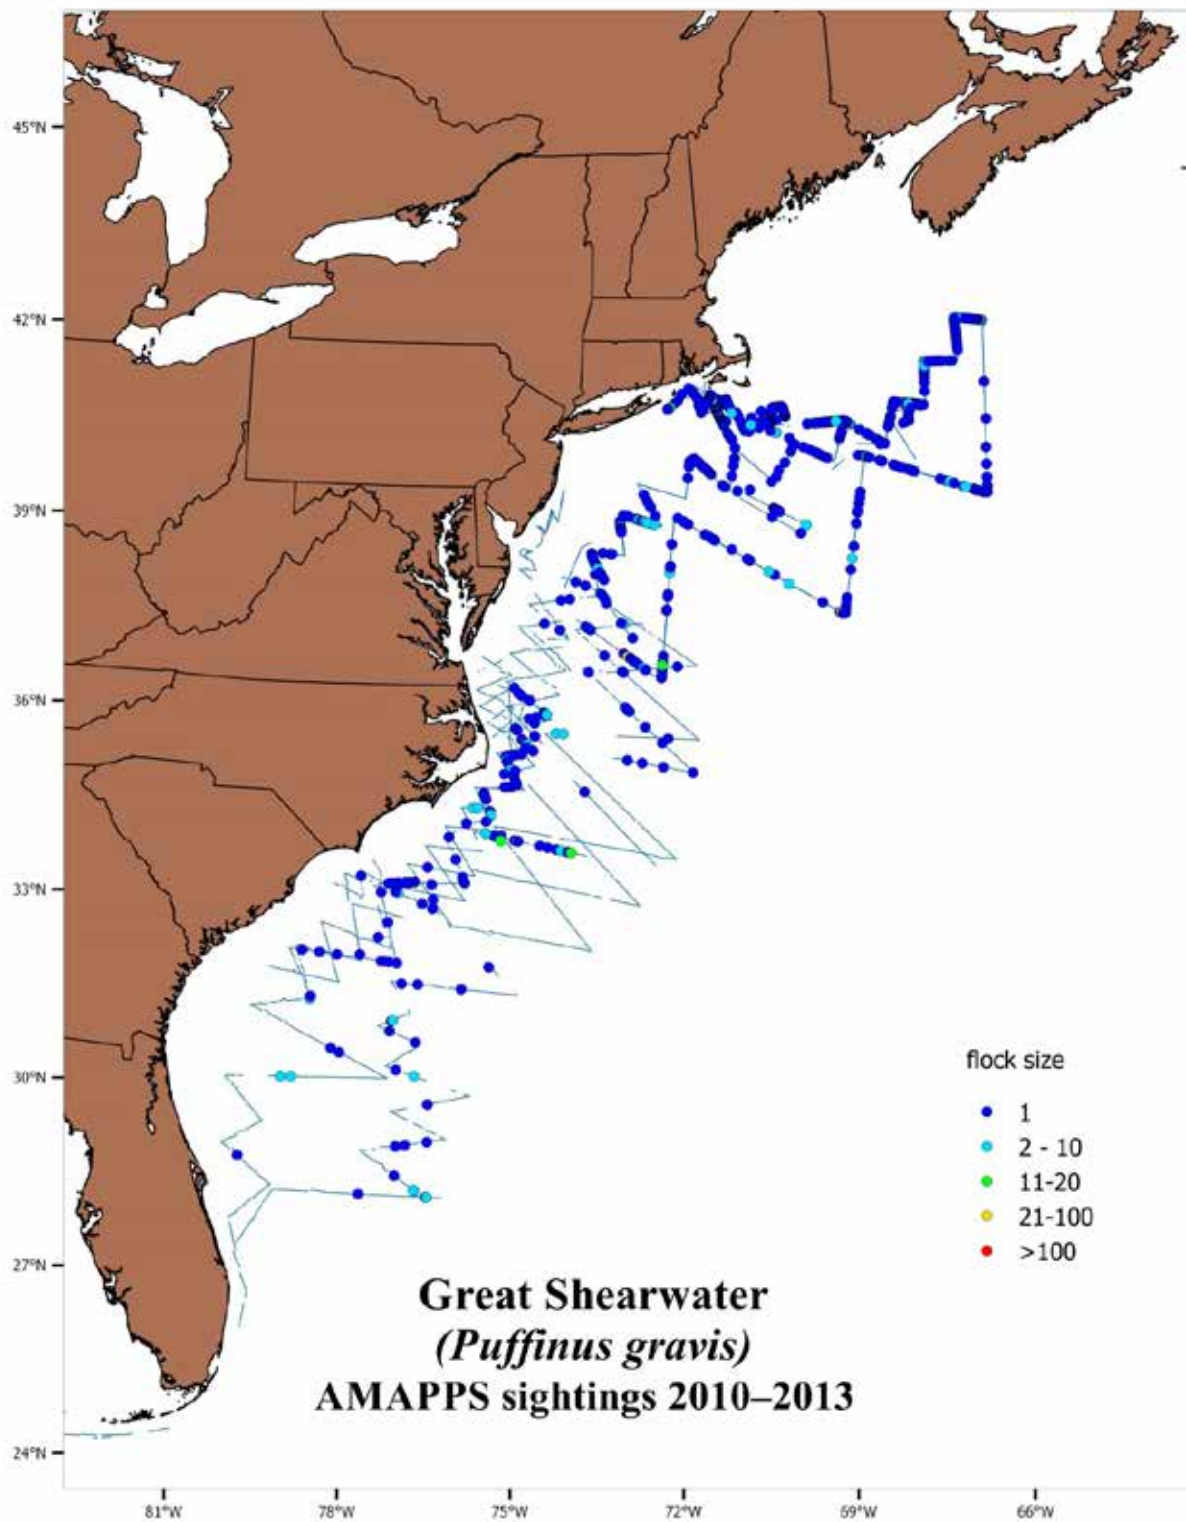 45°N
42°N
39°N
36°N
33°N
30°N
27°N
24°N
flock size
1
2 - 10
11-20
21-100
>100
Great Shearwater
(Puffinus gravis)
AMAPPS sightings 2010–2013
81°W 78°W 75°W 72°W 69°W 66°W